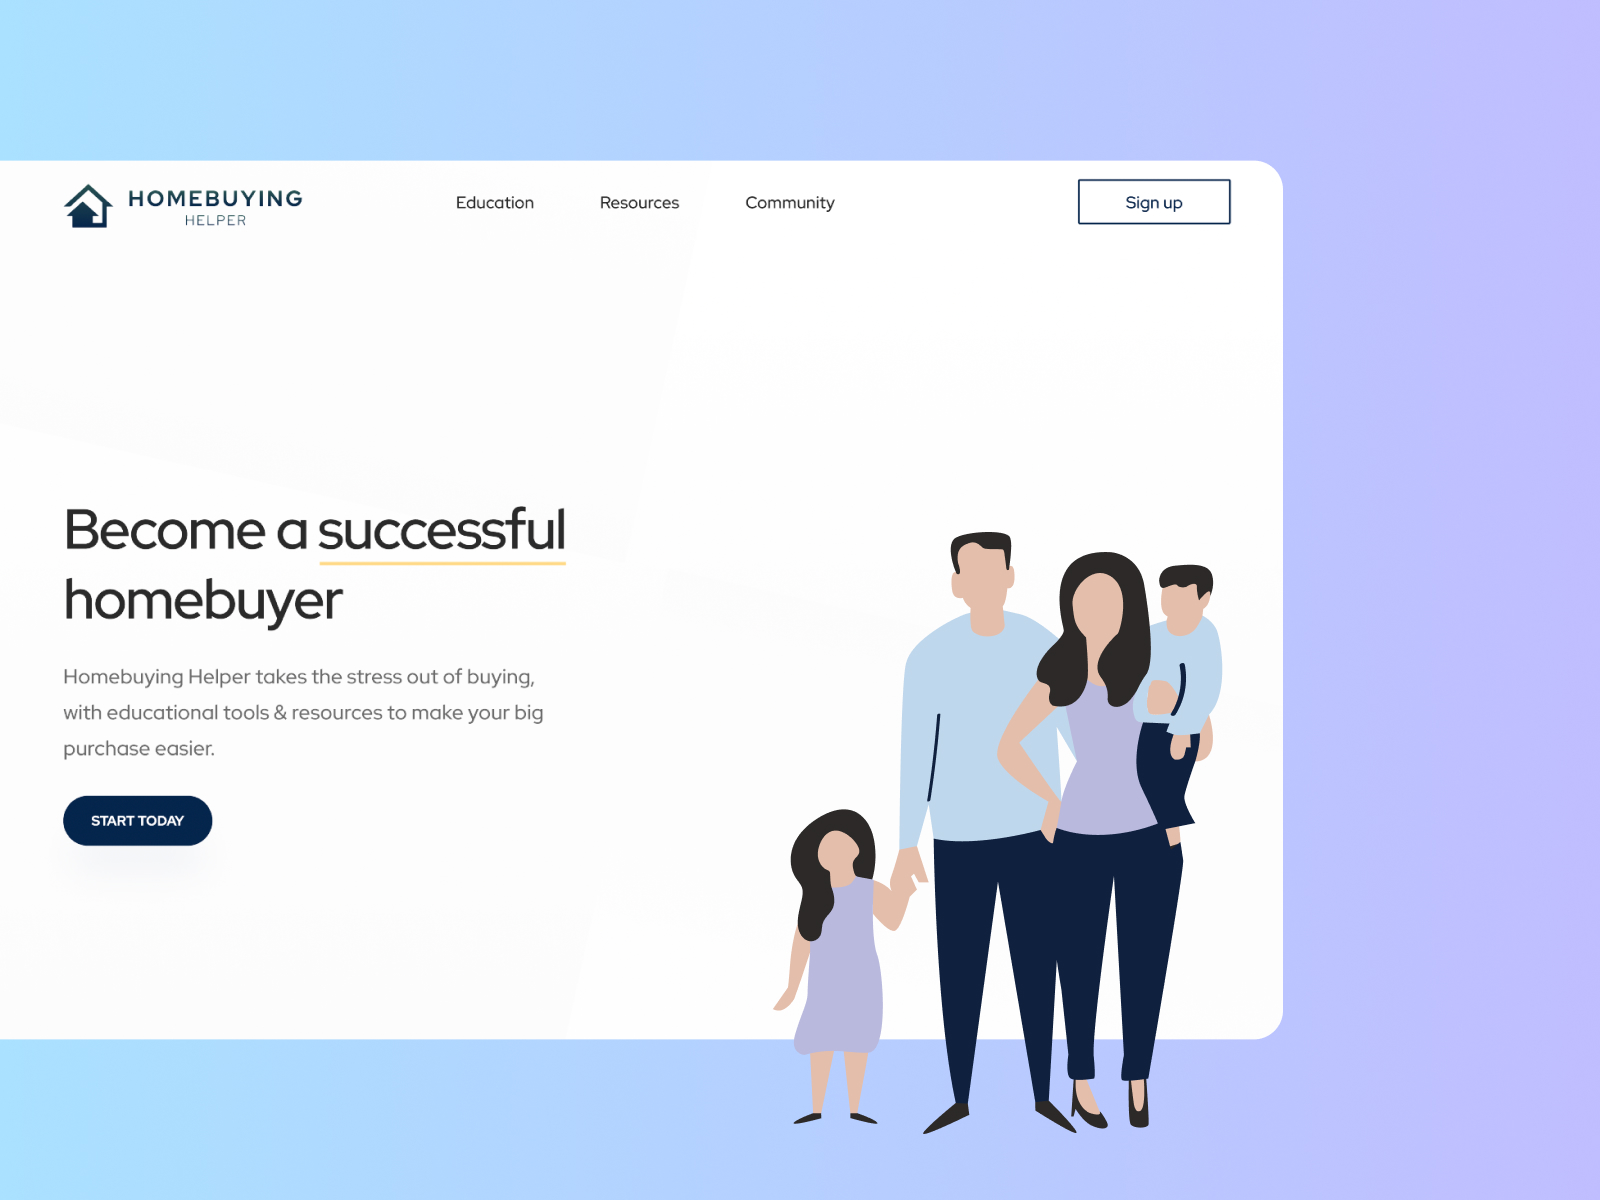 HOMEBUYING
HELPER
Education
Resources
Community
Sign up
Become a successful
homebuyer
Homebuying Helper takes the stress out of buying,
with educational tools & resources to make your big
purchase easier.
START TODAY